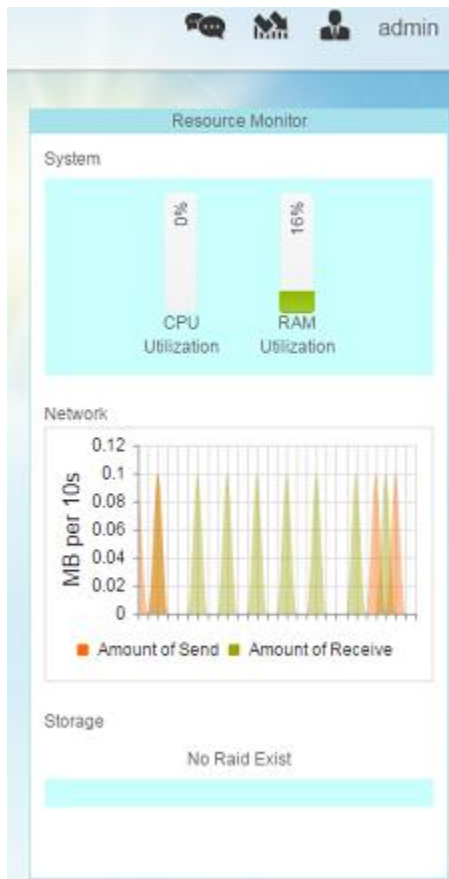 admin
Resource Monitor
System
0%
16%
CPU
Utilization
RAM
Utilization
Network
MB per 10s
0.12
0.1
0.08
0.06
0.04
0.02
0
Amount of Send Amount of Receive
Storage
No Raid Exist